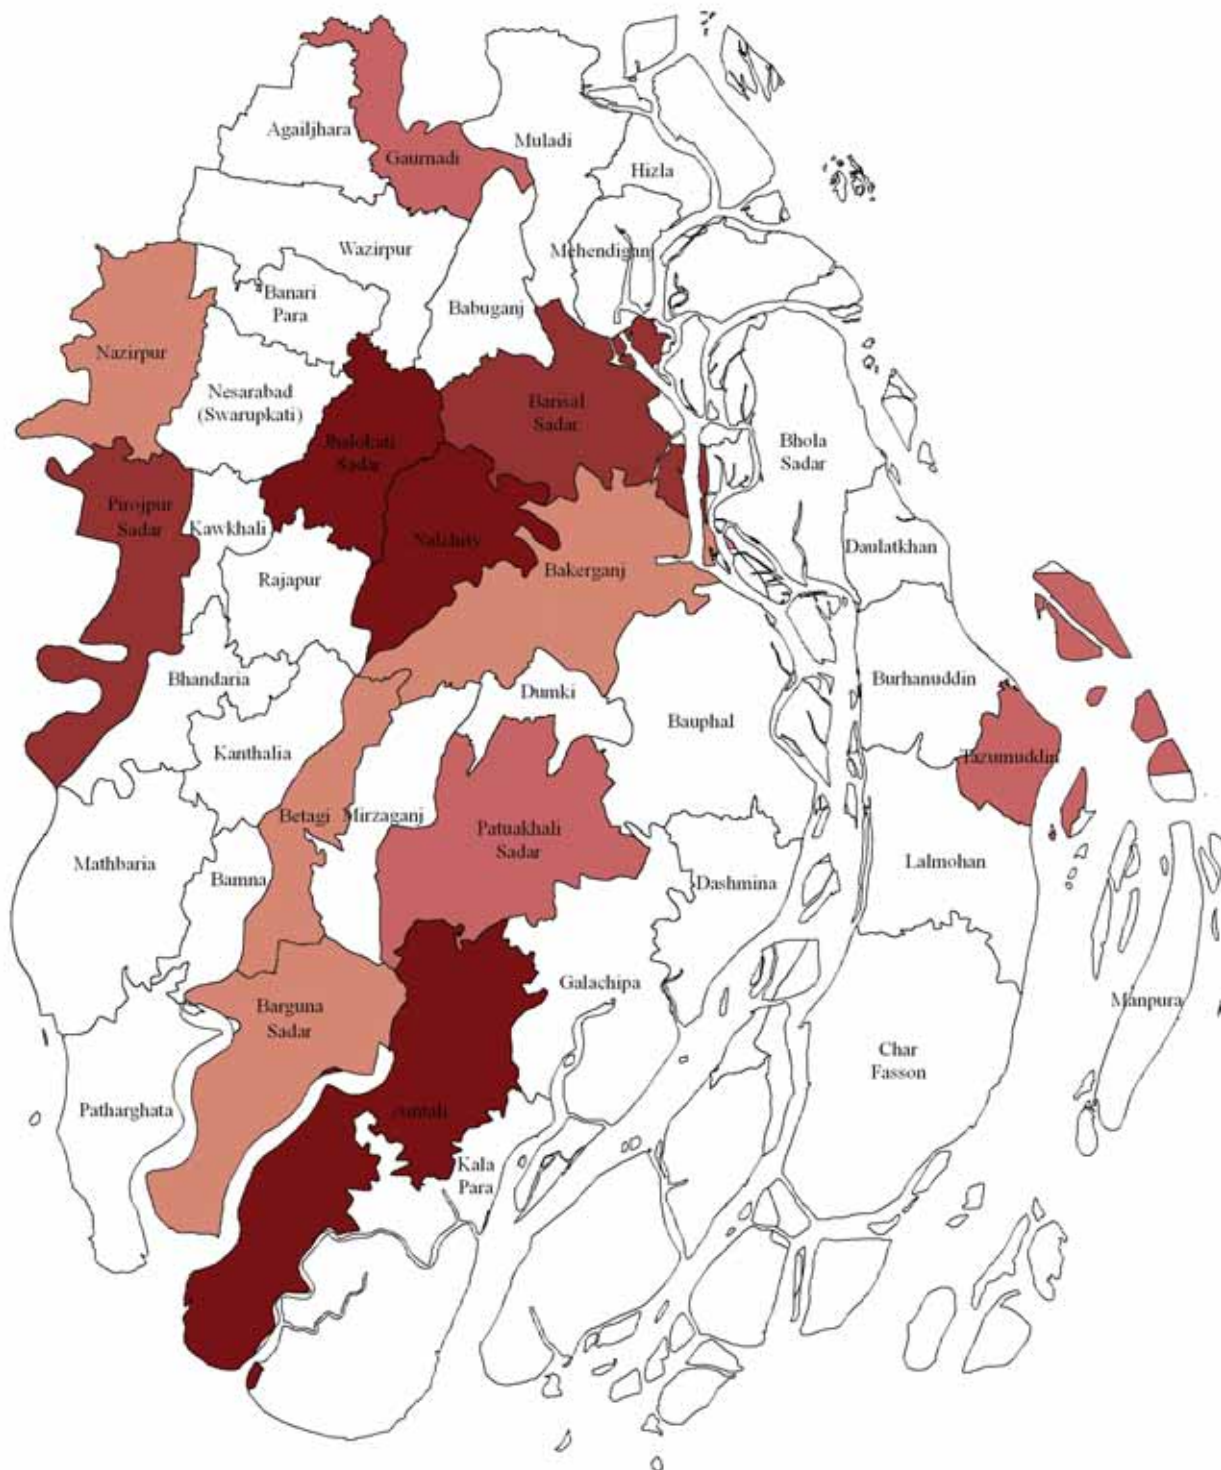 Agailjhara
Gaurnadi
Muladi
Hizla
Wazirpur
Mehendiganj
Banari
Para
Babuganj
Nazirpur
Nesarabad
(Swarupkati)
Jhalokati
Sadar
Barisal
Sadar
Bhola
Sadar
Pirojpur
Sadar
Kawkhali
Nalchity
Daulatkhan
Rajapur
Bakerganj
Bhandaria
Dumki
Burhanuddin
Bauphal
Kanthalia
Tazumuddin
Betagi
Mirzaganj
Patuakhali
Sadar
Mathbaria
Bamna
Dashmina
Lalmohan
Galachipa
Manpura
Barguna
Sadar
Char
Fasson
Patharghata
Amtali
Kala
Para